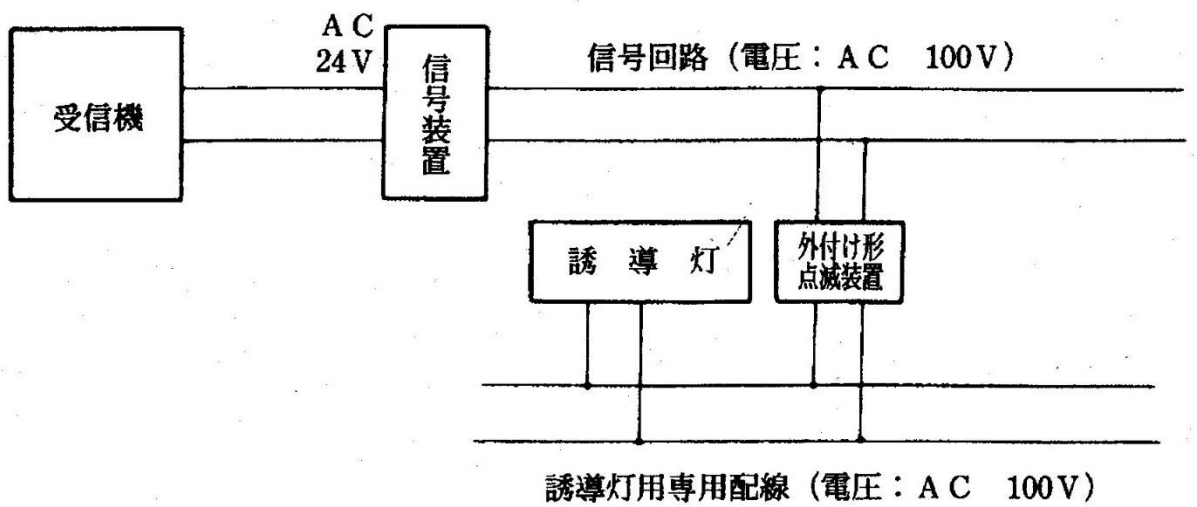 受信機
AC
24V
信号装置
信号回路（電圧：AC 100V）
誘導灯
外付け形
点滅装置
誘導灯用専用配線（電圧：AC 100V）